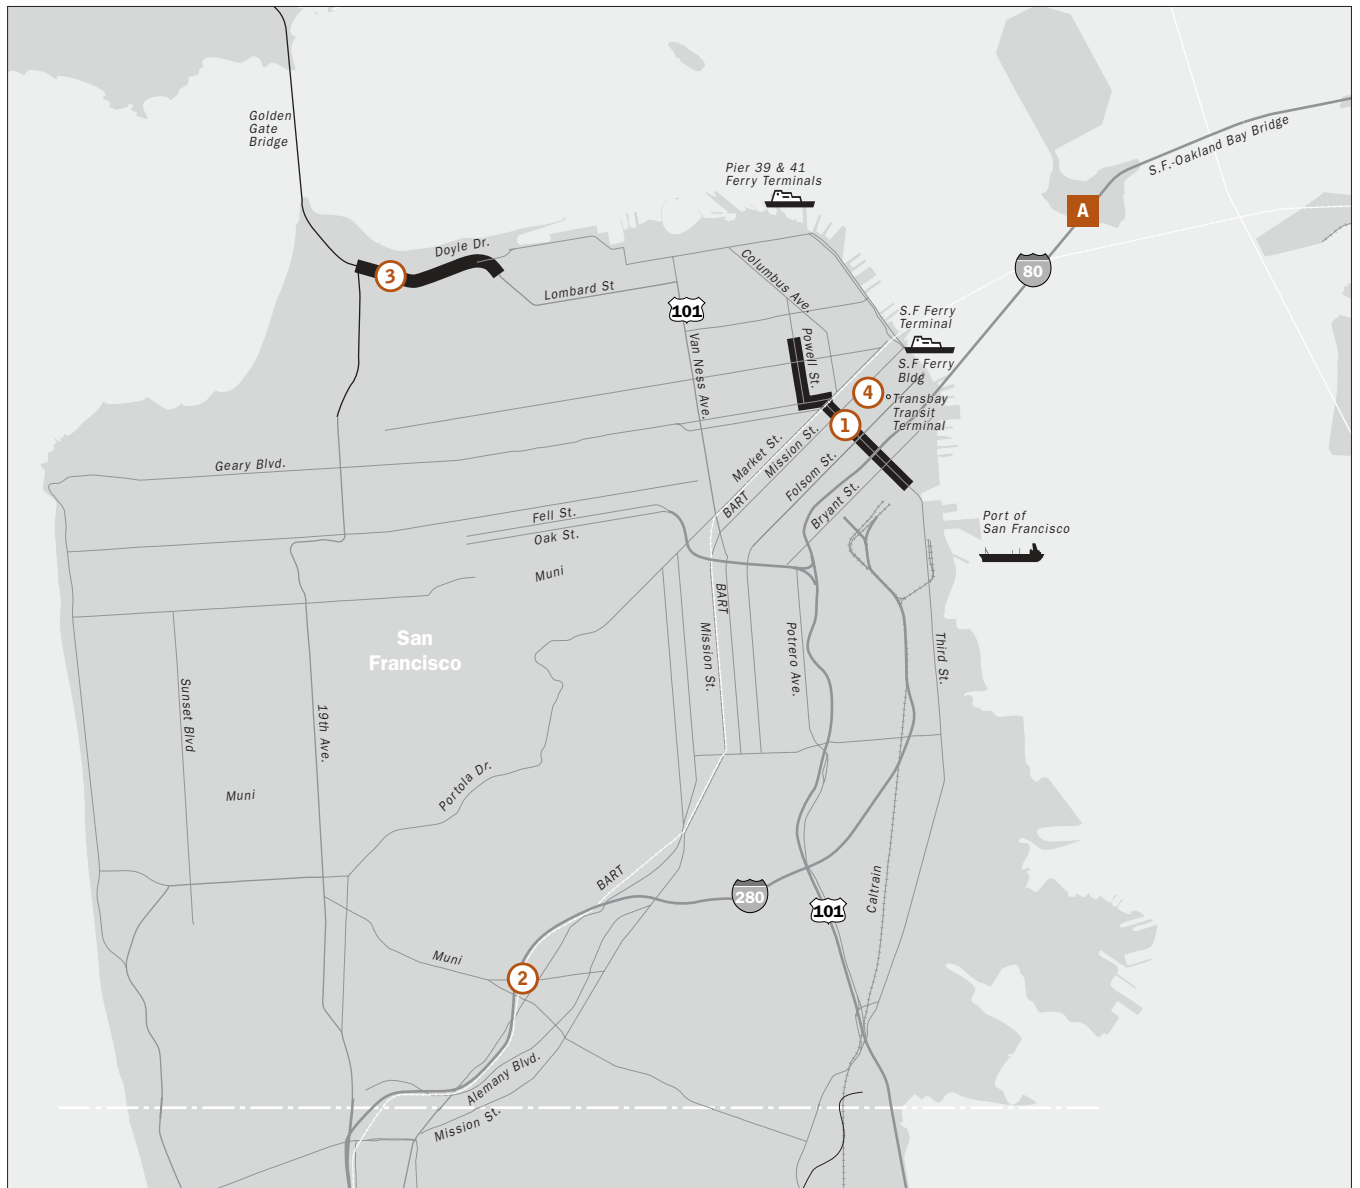 Golden
Gate
Bridge
Pier 39 & 41
Ferry Terminals
S.F.-Oakland Bay Bridge
A
Doyle Dr.
3
Lombard St
Columbus Ave.
80
101
S.F Ferry
Terminal
Van Ness Ave.
Powell St.
S.F Ferry
Bldg
4
Transbay
Transit
Terminal
1
Market St.
Mission St.
Geary Blvd.
Folsom St.
BART
Bryant St.
Fell St.
Oak St.
Port of
San Francisco
Muni
BART
San
Francisco
Mission St.
Potrero Ave.
Third St.
Sunset Blvd
19th Ave.
Portola Dr.
Muni
BART
280
101
Caltrain
Muni
2
Alemany Blvd.
Mission St.